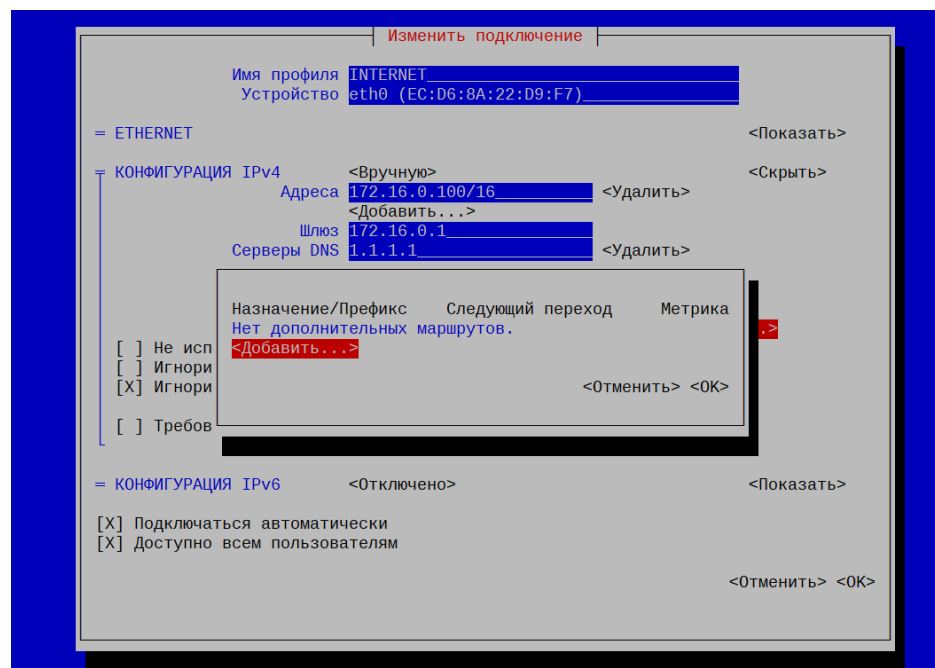 Изменить подключение
Имя профиля INTERNET
Устройство eth0 (EC:D6:8A:22:D9:F7)
= ETHERNET <Показать>
КОНФИГУРАЦИЯ IPv4 <Вручную> <Скрыть>
Адреса 172.16.0.100/16 <Удалить>
<Добавить...>
Шлюз 172.16.0.1
Серверы DNS 1.1.1.1 <Удалить>
Назначение/Префикс Следующий переход Метрика
Нет дополнительных маршрутов. .>
[ ] Не исп <Добавить...>
[ ] Игнори
[X] Игнори <Отменить> <OK>
[ ] Требов
= КОНФИГУРАЦИЯ IPv6 <Отключено> <Показать>
[X] Подключаться автоматически
[X] Доступно всем пользователям
<Отменить> <OK>